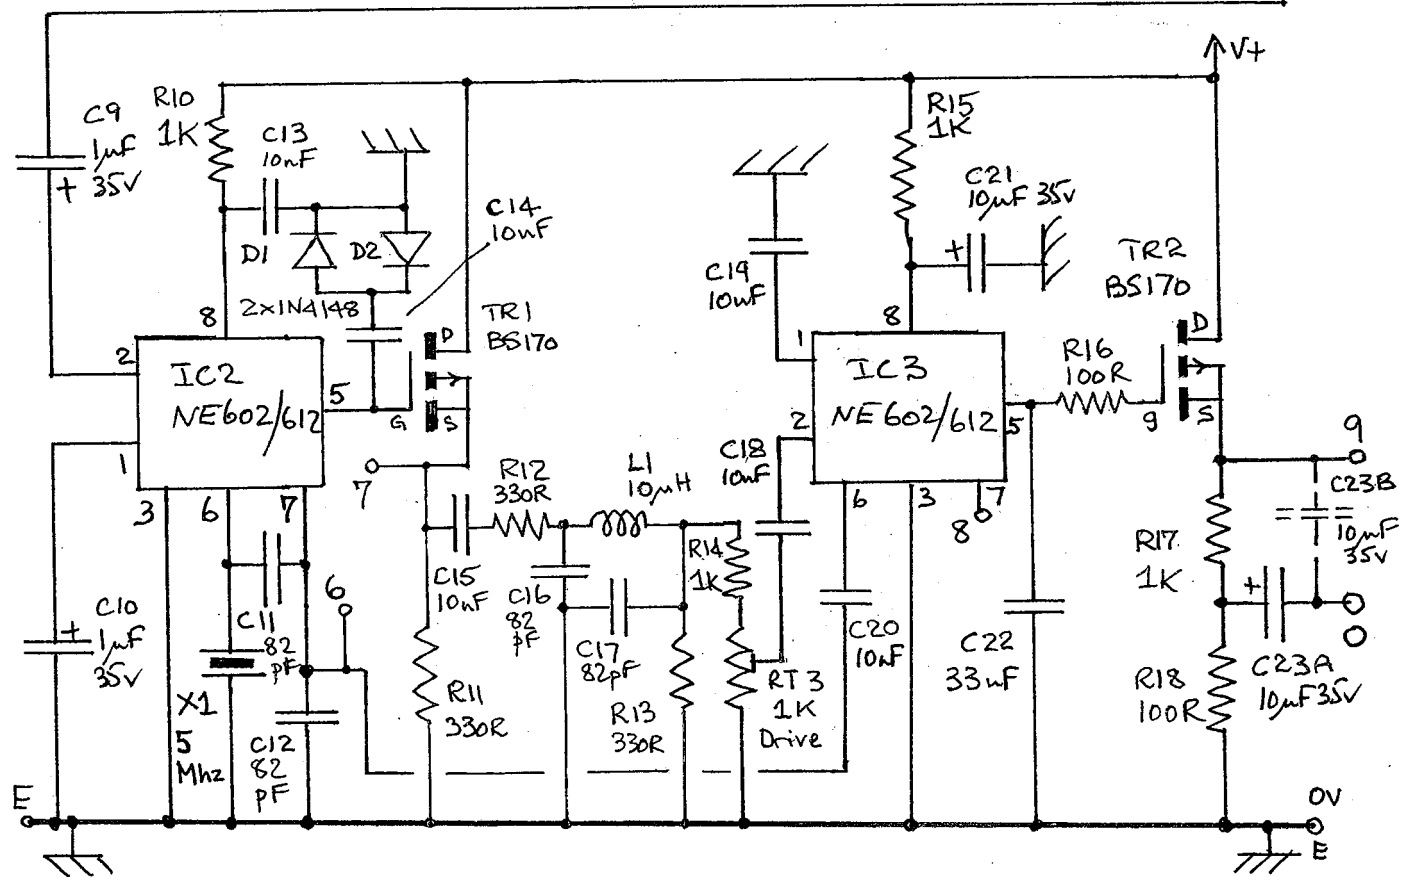 V+
C9
1µF
35V
+
R10
1K
C13
10nF
D1
D2
2x1N4148
C14
10nF
TR1
BS170
D
G
S
8
2
IC2
NE602/612
5
1
3
6
7
7
R12
330R
L1
10µH
C15
10nF
C16
82
pF
C17
82pF
R14
1K
R13
330R
RT3
1K
Drive
R11
330R
6
C11
82
pF
X1
5
Mhz
C12
82
pF
C10
1µF
35V
+
E
C19
10nF
C18
10nF
R15
1K
C21
10µF 35V
+
1
8
2
IC3
NE602/612
5
6
3
7
8
C20
10nF
C22
33nF
R16
100R
TR2
BS170
D
g
S
9
C23B
10µF
35V
R17
1K
+
C23A
10µF35V
R18
100R
0V
E